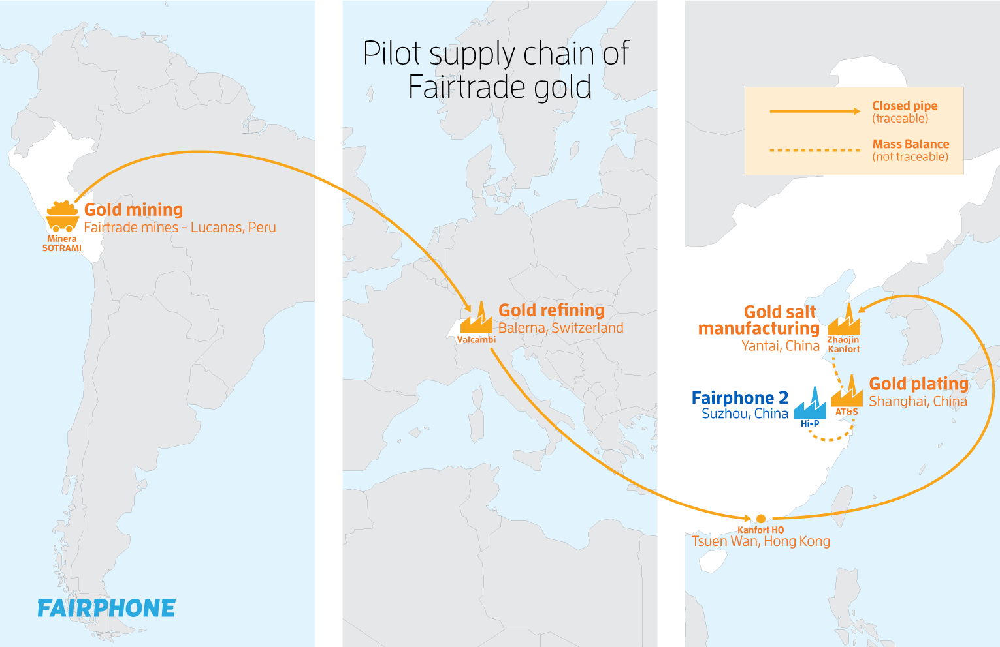 Pilot supply chain of
Fairtrade gold
Closed pipe
(traceable)
Mass Balance
(not traceable)
Gold mining
Fairtrade mines - Lucanas, Peru
Minera
SOTRAMI
Gold refining
Balerna, Switzerland
Valcambi
Gold salt
manufacturing
Yantai, China
Zhaojin
Kanfort
Gold plating
Shanghai, China
AT&S
Fairphone 2
Suzhou, China
Hi-P
Kanfort HQ
Tsuen Wan, Hong Kong
FAIRPHONE